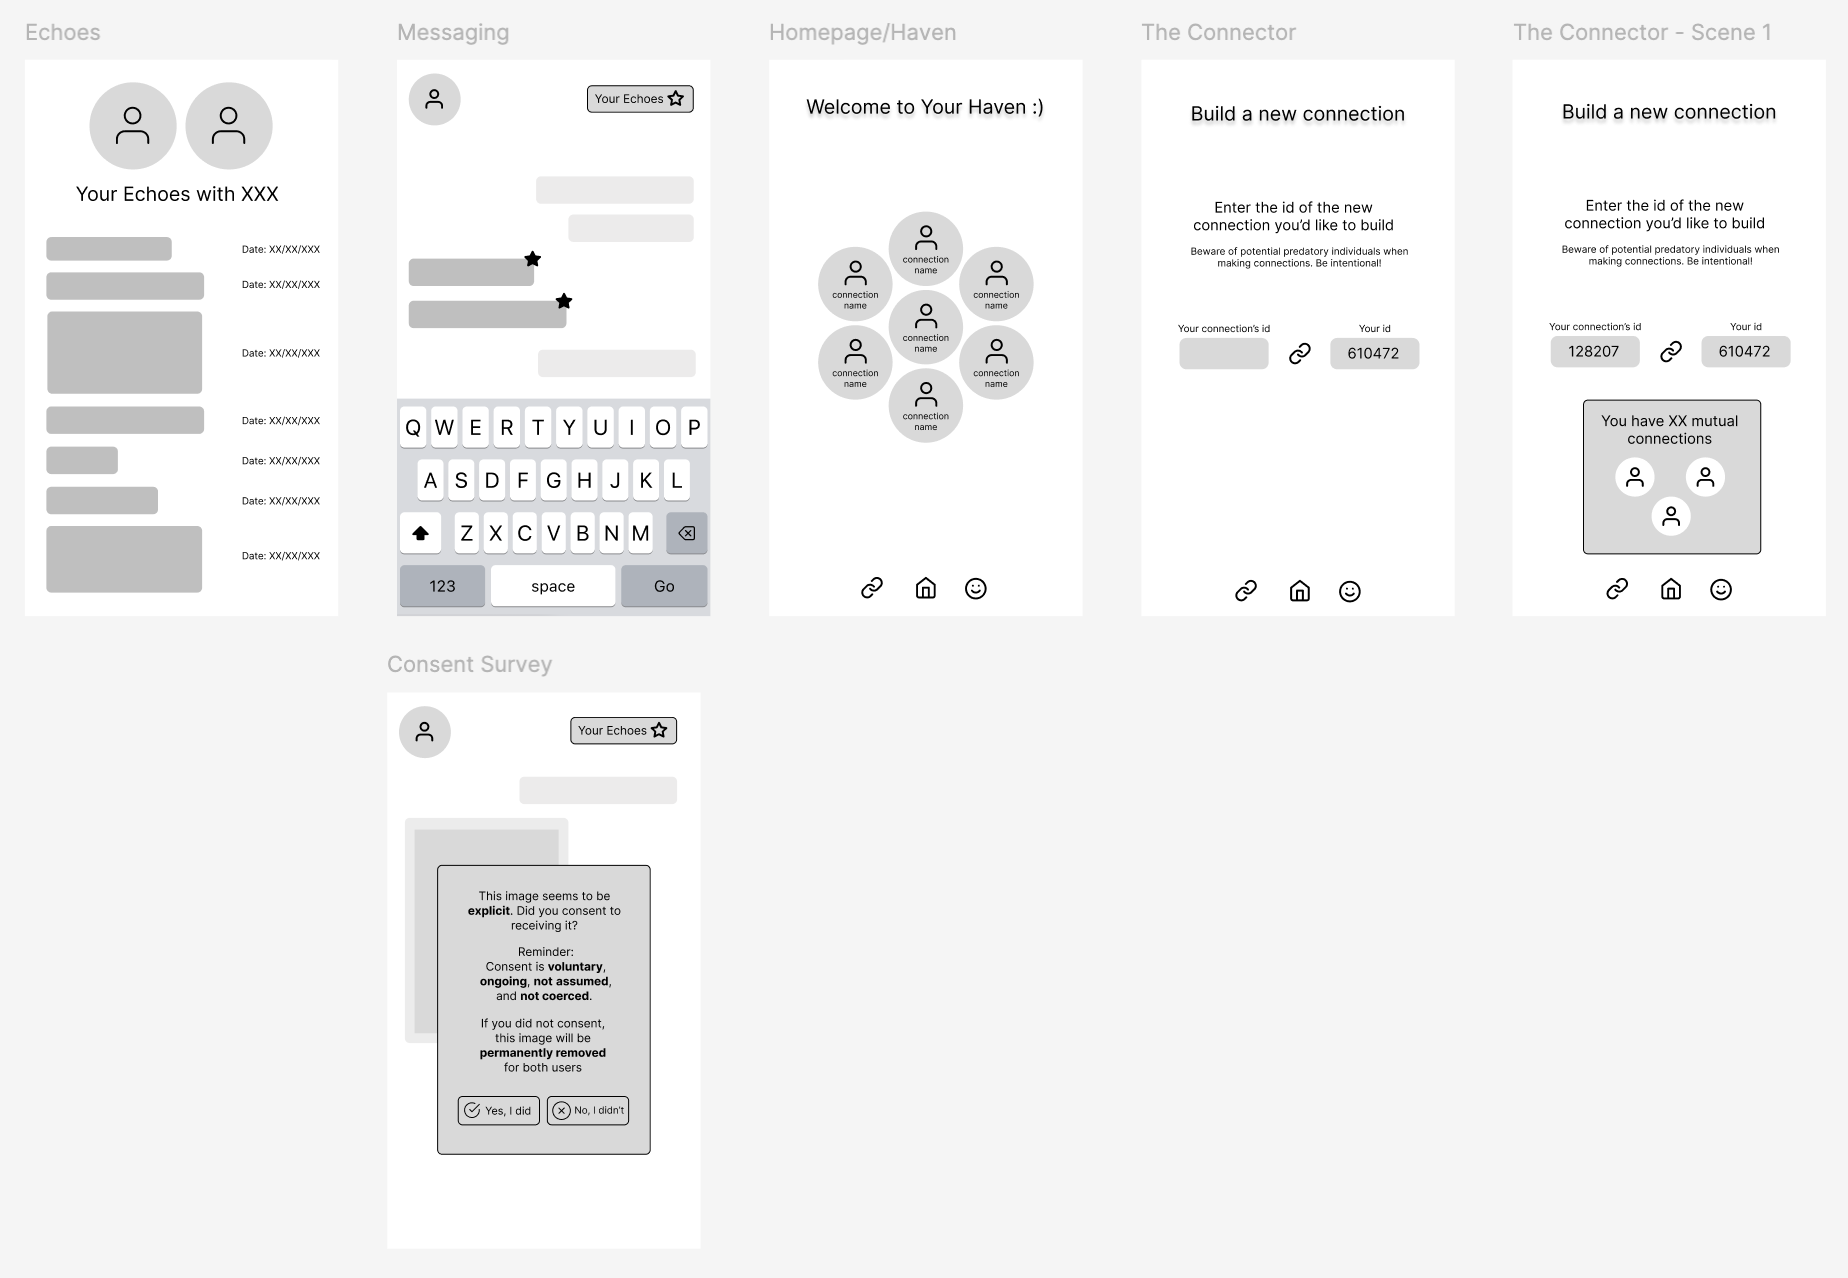 Echoes
Your Echoes with XXX
Date: XX/XX/XXX
Date: XX/XX/XXX
Date: XX/XX/XXX
Date: XX/XX/XXX
Date: XX/XX/XXX
Date: XX/XX/XXX
Date: XX/XX/XXX
Messaging
Your Echoes
Q W E R T Y U I O P
A S D F G H J K L
Z X C V B N M
123 space Go
Homepage/Haven
Welcome to Your Haven :)
connection
name
connection
name
connection
name
connection
name
connection
name
connection
name
connection
name
The Connector
Build a new connection
Enter the id of the new
connection you'd like to build
Beware of potential predatory individuals when
making connections. Be intentional!
Your connection's id
Your id
610472
The Connector - Scene 1
Build a new connection
Enter the id of the new
connection you'd like to build
Beware of potential predatory individuals when
making connections. Be intentional!
Your connection's id
Your id
128207
610472
You have XX mutual
connections
Consent Survey
Your Echoes
This image seems to be
explicit. Did you consent to
receiving it?
Reminder:
Consent is voluntary,
ongoing, not assumed,
and not coerced.
If you did not consent,
this image will be
permanently removed
for both users
Yes, I did
No, I didn't